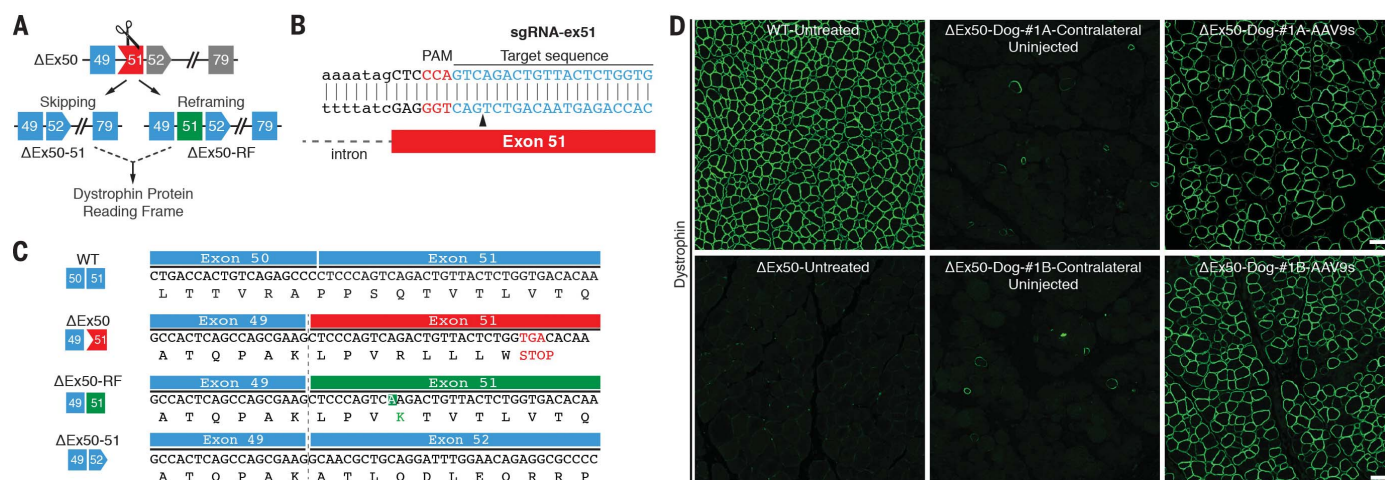 A
ΔEx50
49
51
52
79
Skipping
Reframing
49
52
79
49
51
52
79
ΔEx50-51
ΔEx50-RF
Dystrophin Protein
Reading Frame
B
sgRNA-ex51
PAM
Target sequence
aaaatagCTCCCAGTCAGACTGTTACTCTGGTG
ttttatcGAGGGTCAGTCTGACAATGAGACCAC
Exon 51
intron
C
WT
50 51
Exon 50
Exon 51
CTGACCACTGTCAGAGCCCCTCCCAGTCAGACTGTTACTCTGGTGACACAA
L T T V R A P P S Q T V T L V T Q
ΔEx50
49 51
Exon 49
Exon 51
GCCACTCAGCCAGCGAAGCTCCCAGTCAGACTGTTACTCTGGTGACACAA
A T Q P A K L P V R L L L W STOP
ΔEx50-RF
49 51
Exon 49
Exon 51
GCCACTCAGCCAGCGAAGCTCCCAGTCAAGACTGTTACTCTGGTGACACAA
A T Q P A K L P V K T V T L V T Q
ΔEx50-51
49 52
Exon 49
Exon 52
GCCACTCAGCCAGCGAAGGCAACGCTGCAGGATTTGGAACAGAGGCGCCCC
A T Q P A K A T L Q D L E Q R R P
D
Dystrophin
WT-Untreated
ΔEx50-Dog-#1A-Contralateral
Uninjected
ΔEx50-Dog-#1A-AAV9s
ΔEx50-Untreated
ΔEx50-Dog-#1B-Contralateral
Uninjected
ΔEx50-Dog-#1B-AAV9s